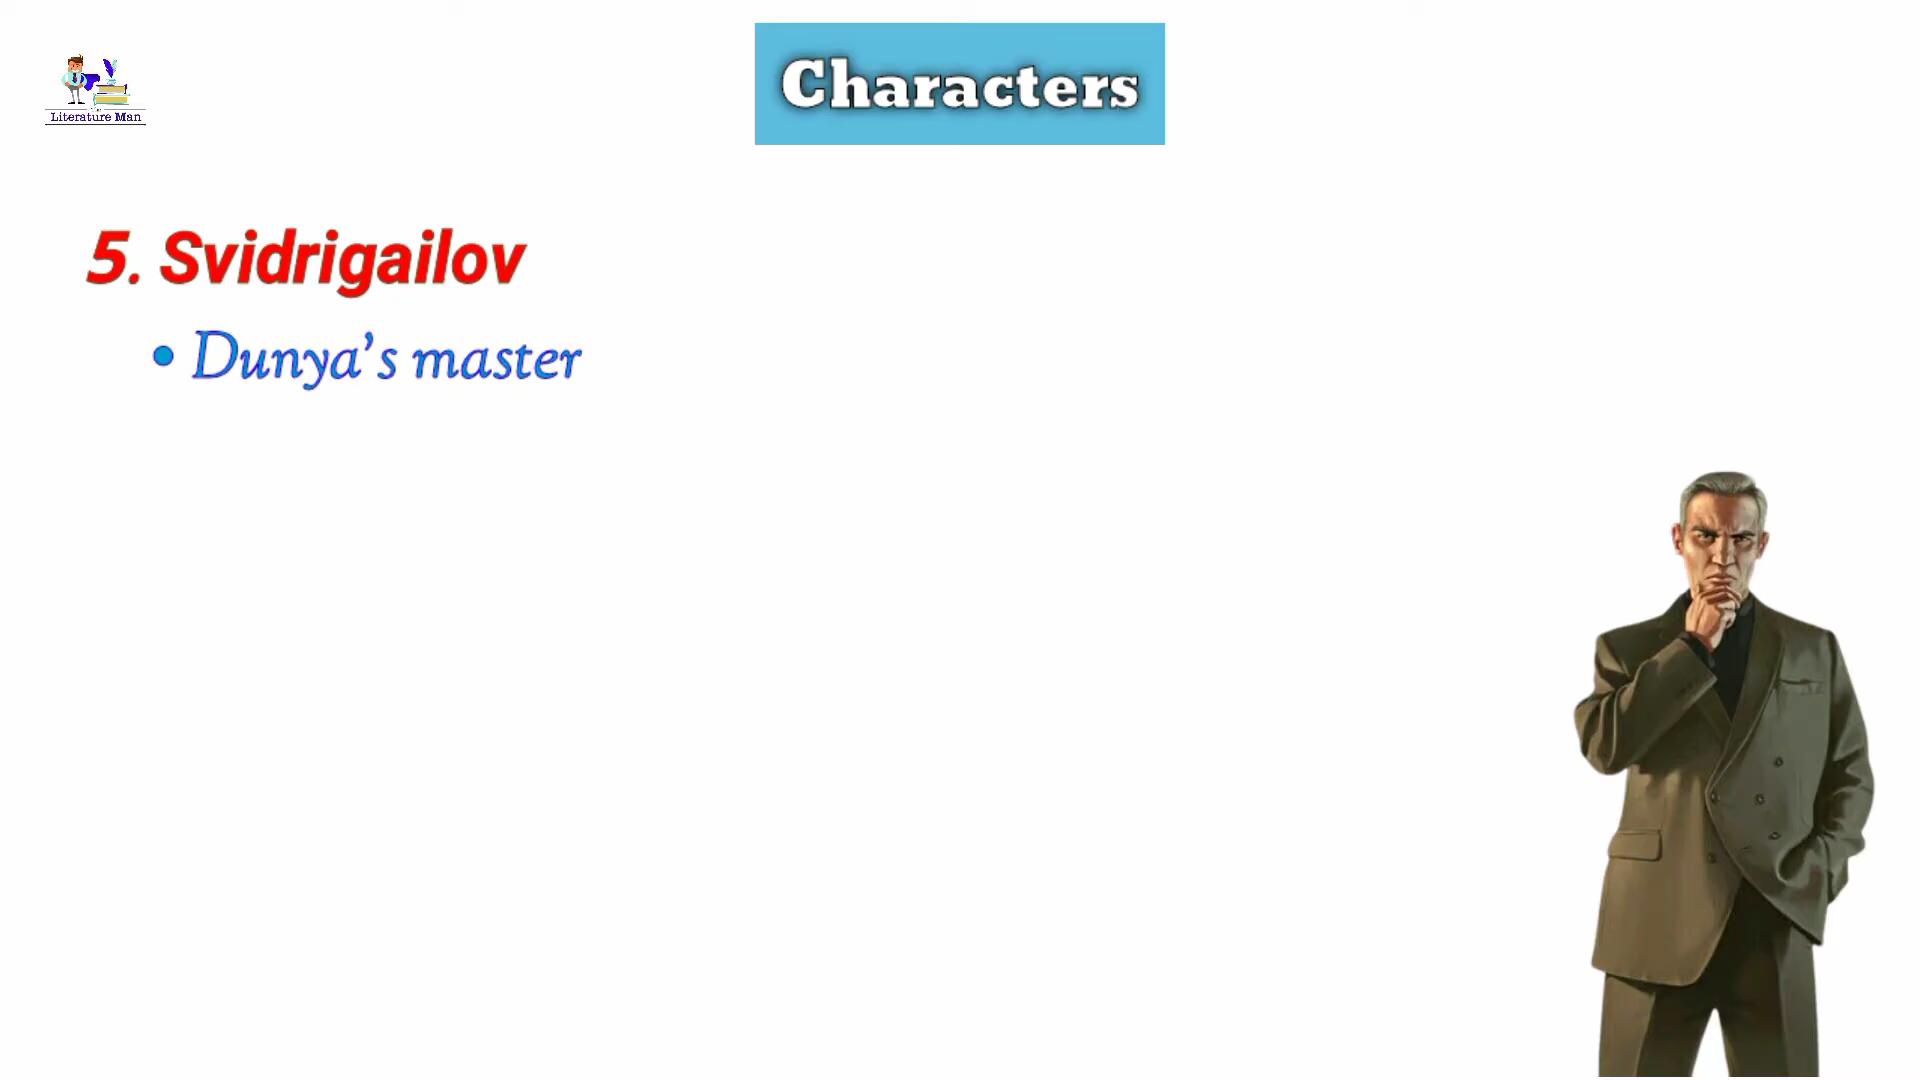 Characters
Literature Man
5. Svidrigailov
• Dunya’s master